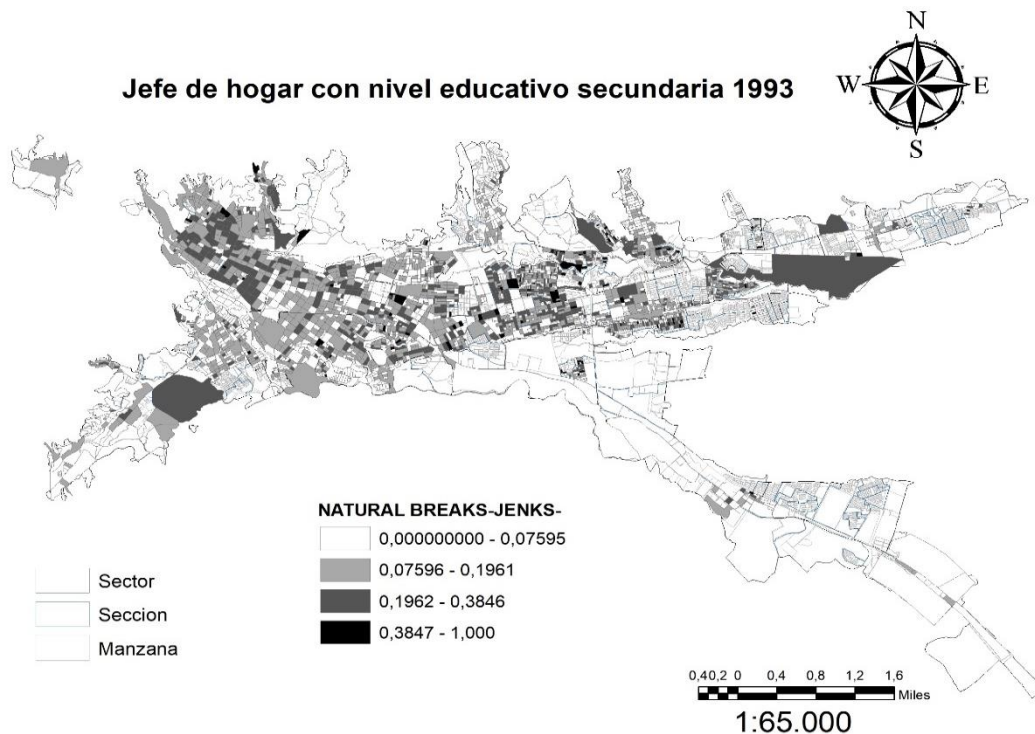 N
Jefe de hogar con nivel educativo secundaria 1993
W E
S
NATURAL BREAKS-JENKS-
0,000000000 - 0,07595
0,07596 - 0,1961
0,1962 - 0,3846
0,3847 - 1,000
Sector
Seccion
Manzana
0,40,2 0 0,4 0,8 1,2 1,6
Miles
1:65.000